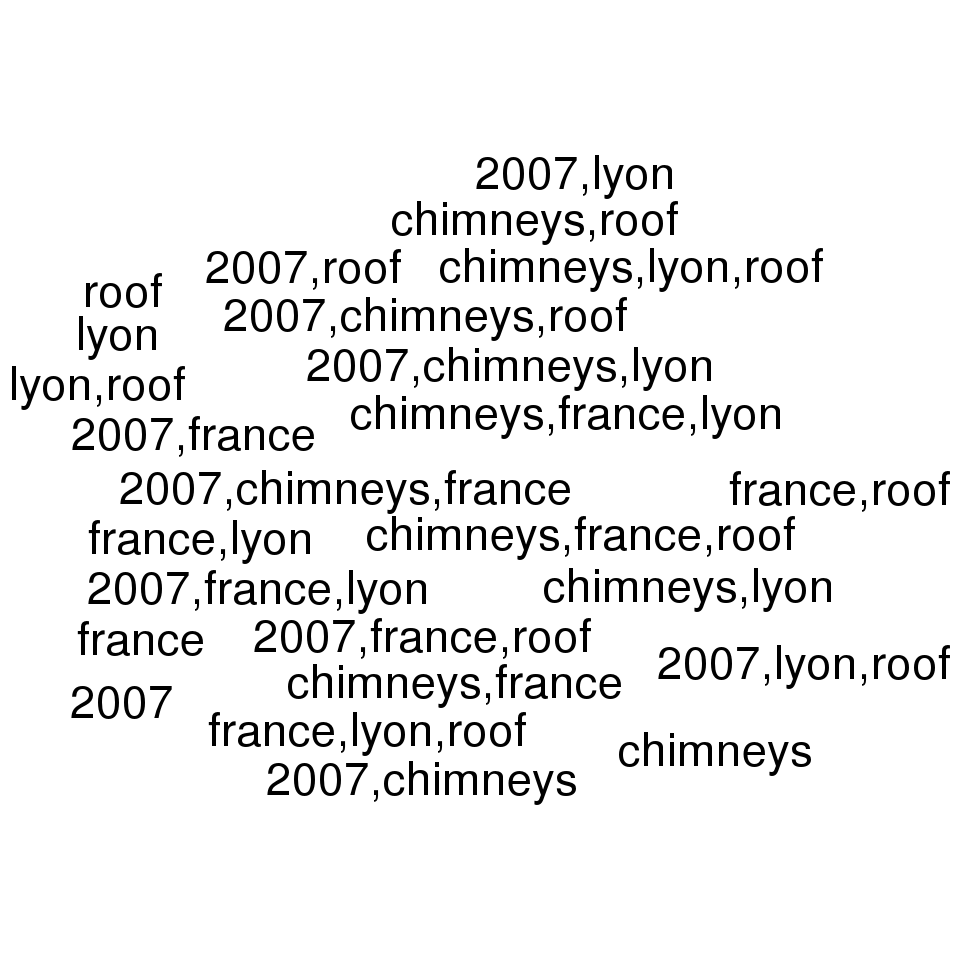 2007,lyon
chimneys,roof
2007,roof
chimneys,lyon,roof
roof
2007,chimneys,roof
lyon
2007,chimneys,lyon
lyon,roof
chimneys,france,lyon
2007,france
2007,chimneys,france
france,roof
france,lyon
chimneys,france,roof
2007,france,lyon
chimneys,lyon
france
2007,france,roof
2007,lyon,roof
chimneys,france
2007
france,lyon,roof
chimneys
2007,chimneys